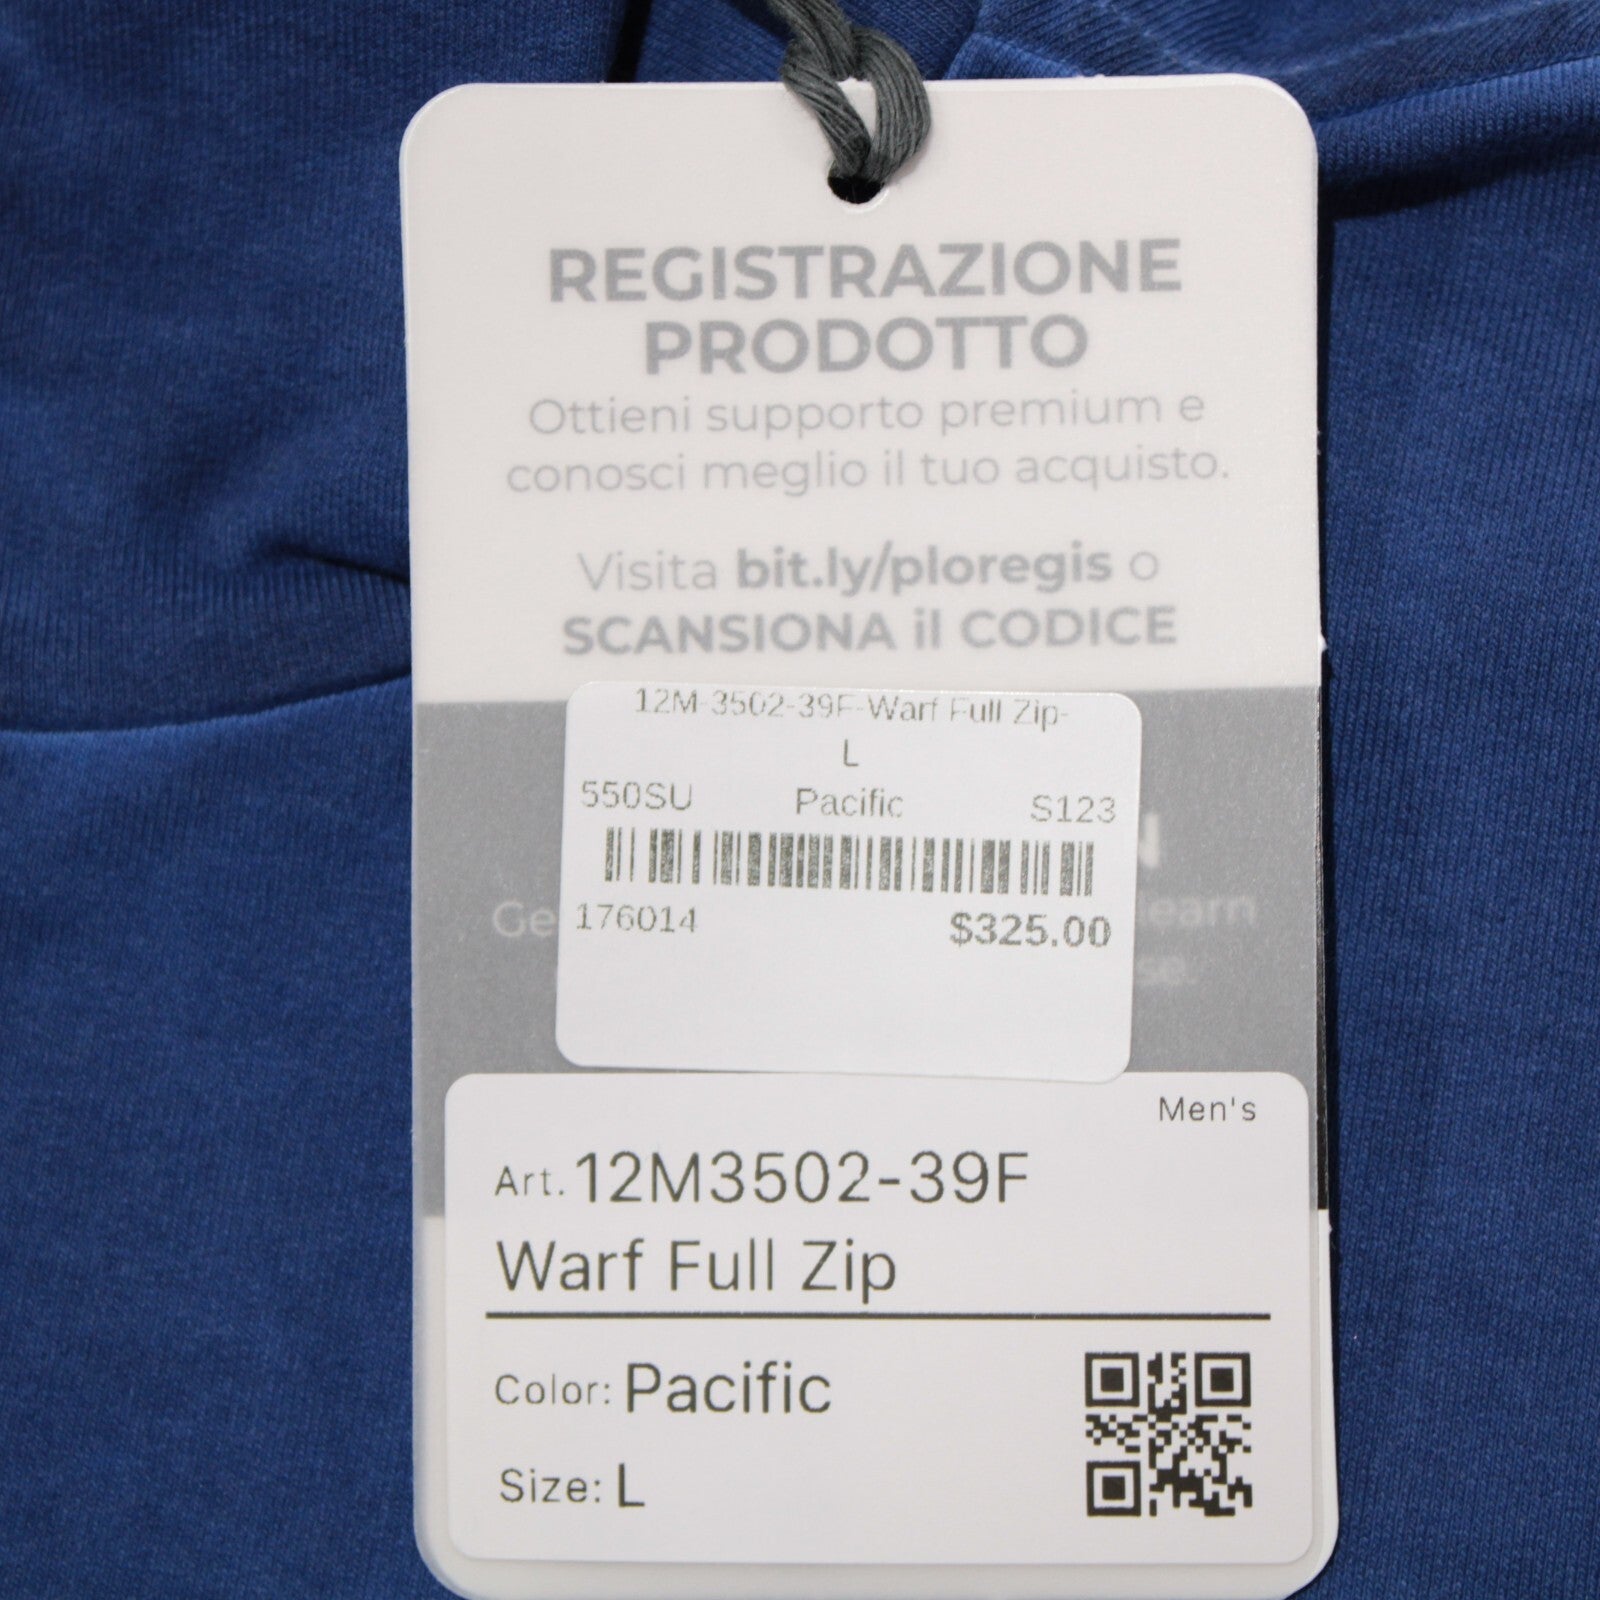 REGISTRAZIONE
PRODOTTO
Ottieni supporto premium e
conosci meglio il tuo acquisto.
Visita bit.ly/ploregis o
SCANSIONA il CODICE
12M-3502-39F-Warf Full Zip-
L
550SU Pacific S123
176014 $325.00
learn
Men's
Art. 12M3502-39F
Warf Full Zip
Color: Pacific
Size: L